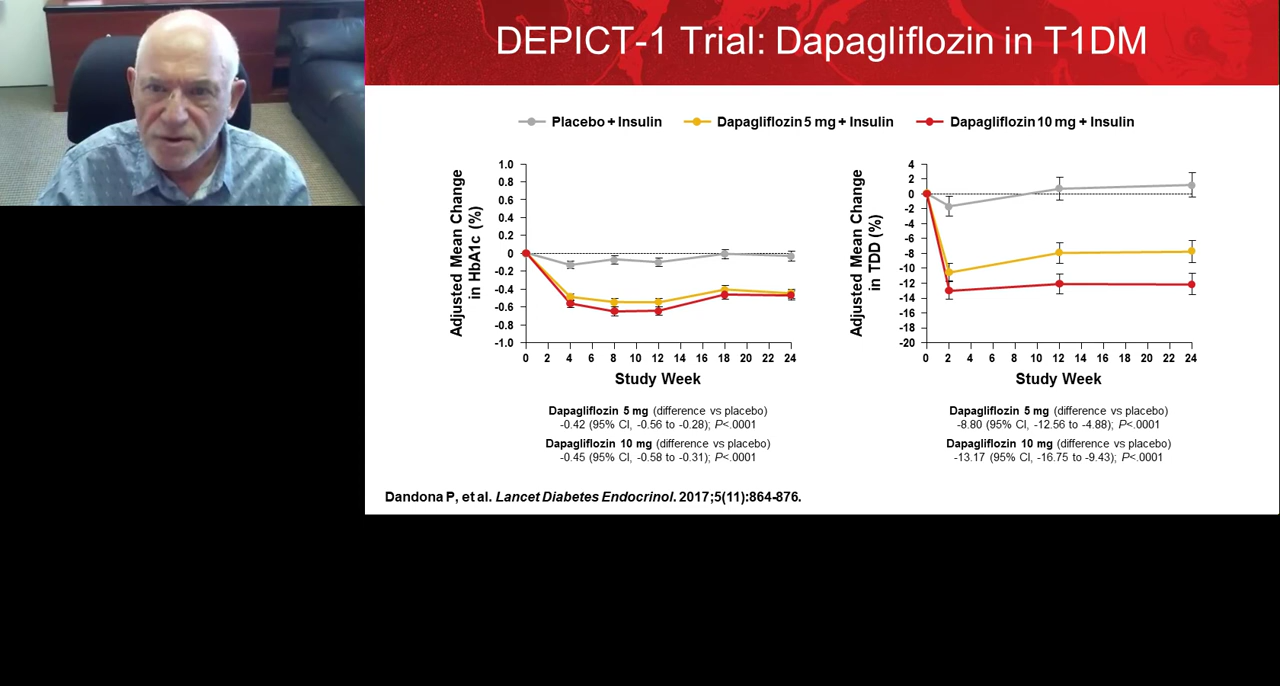 DEPICT-1 Trial: Dapagliflozin in T1DM
Placebo + Insulin
Dapagliflozin 5 mg + Insulin
Dapagliflozin 10 mg + Insulin
Adjusted Mean Change
in HbA1c (%)
1.0
0.8
0.6
0.4
0.2
0
-0.2
-0.4
-0.6
-0.8
-1.0
0 2 4 6 8 10 12 14 16 18 20 22 24
Study Week
Dapagliflozin 5 mg (difference vs placebo)
-0.42 (95% CI, -0.56 to -0.28); P<.0001
Dapagliflozin 10 mg (difference vs placebo)
-0.45 (95% CI, -0.58 to -0.31); P<.0001
Adjusted Mean Change
in TDD (%)
4
2
0
-2
-4
-6
-8
-10
-12
-14
-16
-18
-20
0 2 4 6 8 10 12 14 16 18 20 22 24
Study Week
Dapagliflozin 5 mg (difference vs placebo)
-8.80 (95% CI, -12.56 to -4.88); P<.0001
Dapagliflozin 10 mg (difference vs placebo)
-13.17 (95% CI, -16.75 to -9.43); P<.0001
Dandona P, et al. Lancet Diabetes Endocrinol. 2017;5(11):864-876.